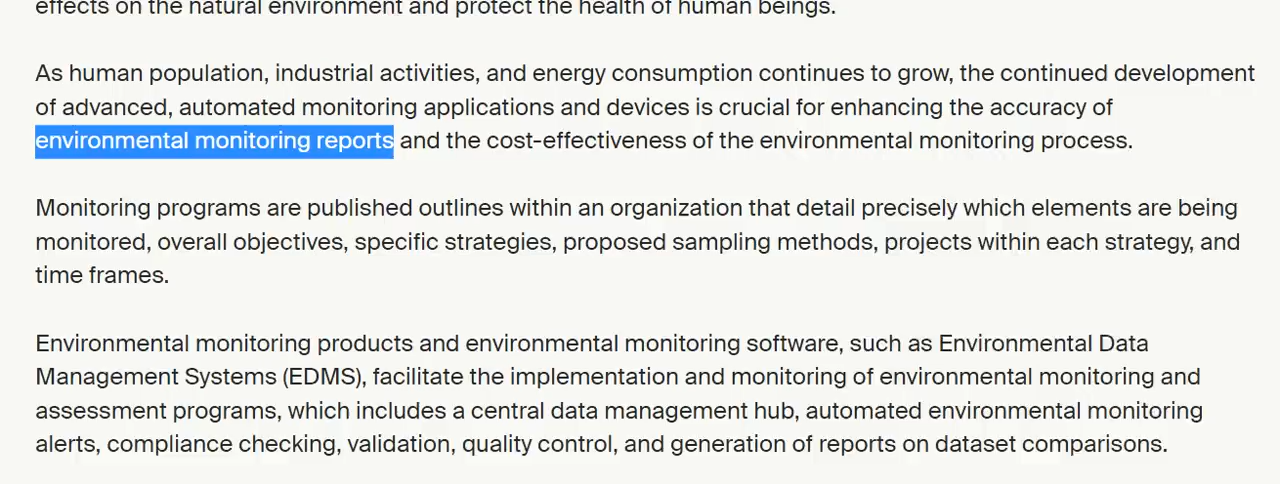 effects on the natural environment and protect the health of human beings.
As human population, industrial activities, and energy consumption continues to grow, the continued development
of advanced, automated monitoring applications and devices is crucial for enhancing the accuracy of
environmental monitoring reports and the cost-effectiveness of the environmental monitoring process.
Monitoring programs are published outlines within an organization that detail precisely which elements are being
monitored, overall objectives, specific strategies, proposed sampling methods, projects within each strategy, and
time frames.
Environmental monitoring products and environmental monitoring software, such as Environmental Data
Management Systems (EDMS), facilitate the implementation and monitoring of environmental monitoring and
assessment programs, which includes a central data management hub, automated environmental monitoring
alerts, compliance checking, validation, quality control, and generation of reports on dataset comparisons.